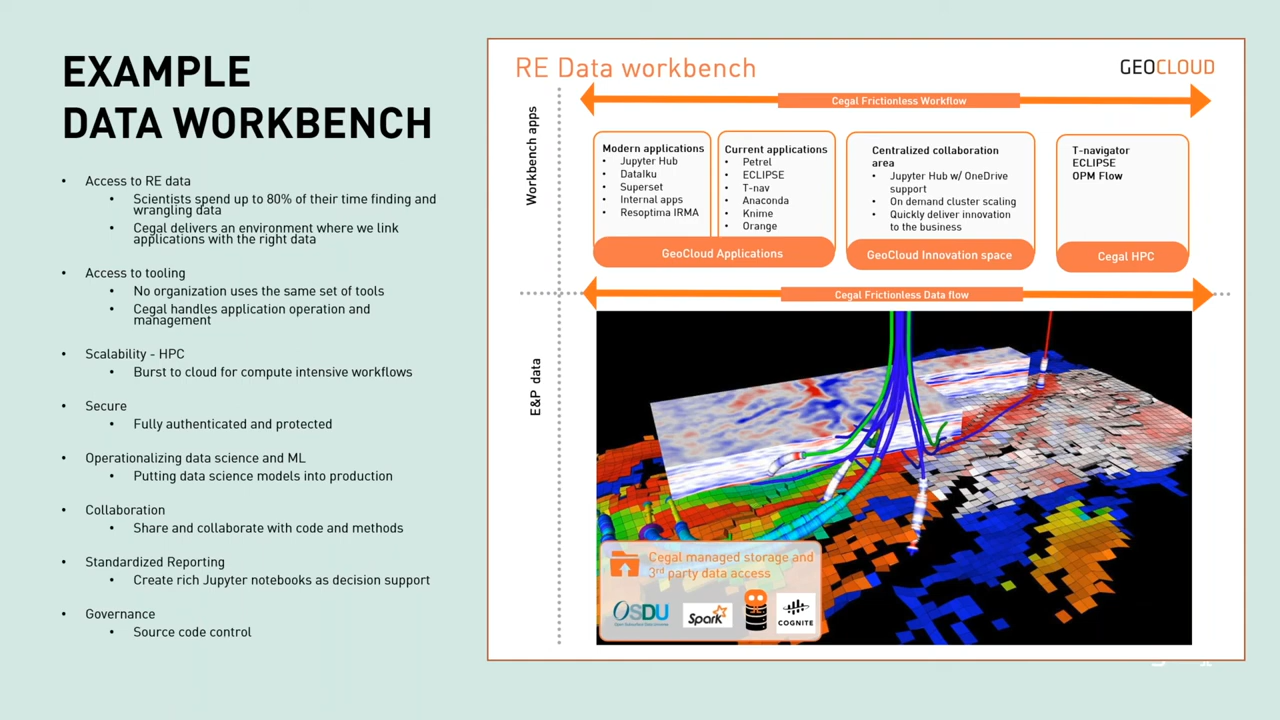 EXAMPLE
DATA WORKBENCH
• Access to RE data
• Scientists spend up to 80% of their time finding and
wrangling data
• Cegal delivers an environment where we link
applications with the right data
• Access to tooling
• No organization uses the same set of tools
• Cegal handles application operation and
management
• Scalability - HPC
• Burst to cloud for compute intensive workflows
• Secure
• Fully authenticated and protected
• Operationalizing data science and ML
• Putting data science models into production
• Collaboration
• Share and collaborate with code and methods
• Standardized Reporting
• Create rich Jupyter notebooks as decision support
• Governance
• Source code control
RE Data workbench
GEOCLOUD
Cegal Frictionless Workflow
Workbench apps
Modern applications
• Jupyter Hub
• DataIku
• Superset
• Internal apps
• Resoptima IRMA
Current applications
• Petrel
• ECLIPSE
• T-nav
• Anaconda
• Knime
• Orange
GeoCloud Applications
Centralized collaboration
area
• Jupyter Hub w/ OneDrive
support
• On demand cluster scaling
• Quickly deliver innovation
to the business
GeoCloud Innovation space
T-navigator
ECLIPSE
OPM Flow
Cegal HPC
Cegal Frictionless Data flow
E&P data
Cegal managed storage and
3rd party data access
OSDU
Open Subsurface Data Universe
Spark
COGNITE